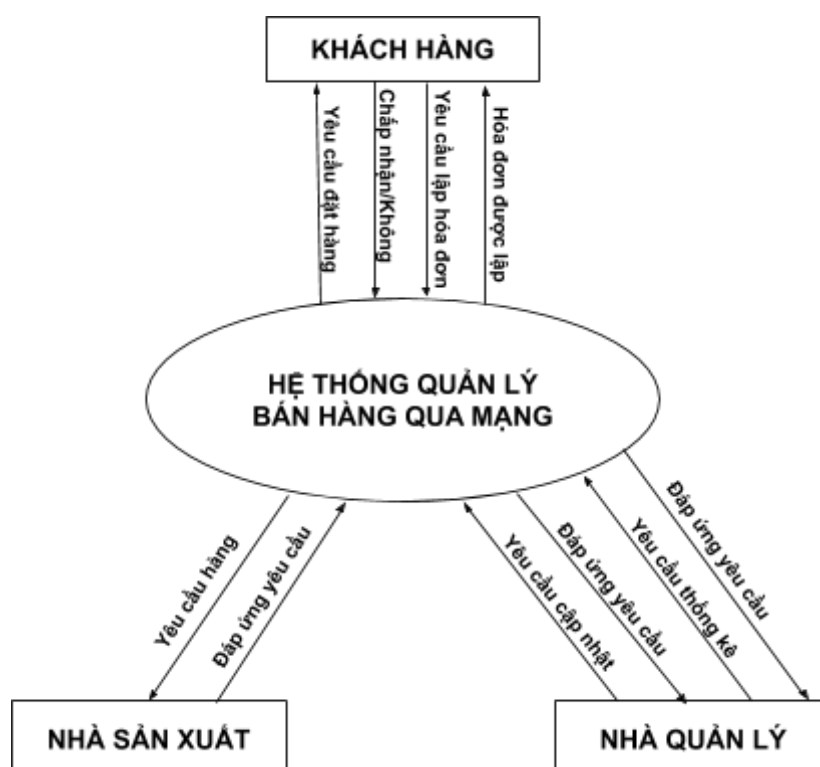 KHÁCH HÀNG
Yêu cầu đặt hàng
Chấp nhận/Không
Yêu cầu lập hóa đơn
Hóa đơn được lập
HỆ THỐNG QUẢN LÝ
BÁN HÀNG QUA MẠNG
Yêu cầu hàng
Đáp ứng yêu cầu
Yêu cầu cập nhật
Đáp ứng yêu cầu
Yêu cầu thống kê
Đáp ứng yêu cầu
NHÀ SẢN XUẤT
NHÀ QUẢN LÝ